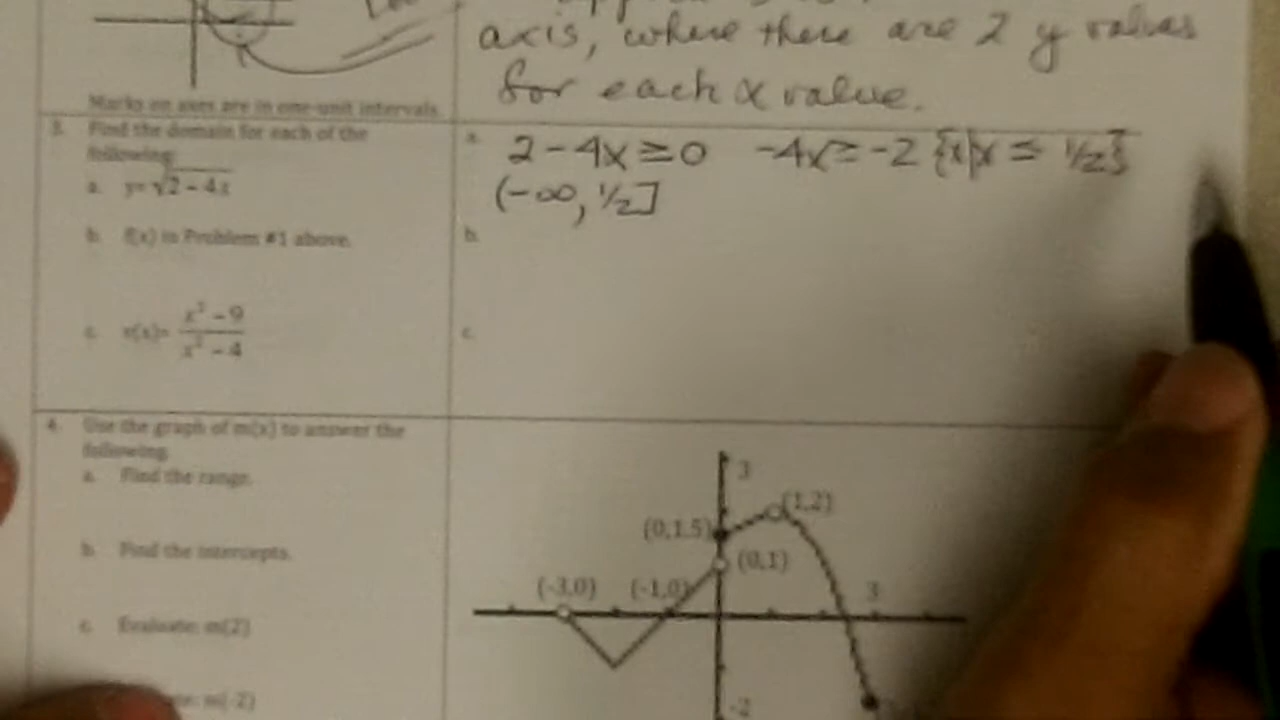 axis, where there are 2 y values
for each x value.
Marks on axes are in one-unit intervals.
3. Find the domain for each of the
following:
a. y=√2-4x
b. f(x) in Problem #1 above.
c. r(x)= x²-9
x²-4
a. 2-4x≥0 -4x≥-2 {x|x≤ 1/2}
(-∞, 1/2]
b.
c.
4. Use the graph of m(x) to answer the
following.
a. Find the range.
b. Find the intercepts.
c. Evaluate: m(2)
m(-2)
3
(1,2)
(0,1.5)
(0,1)
(-3,0) (-1,0) 3
-2